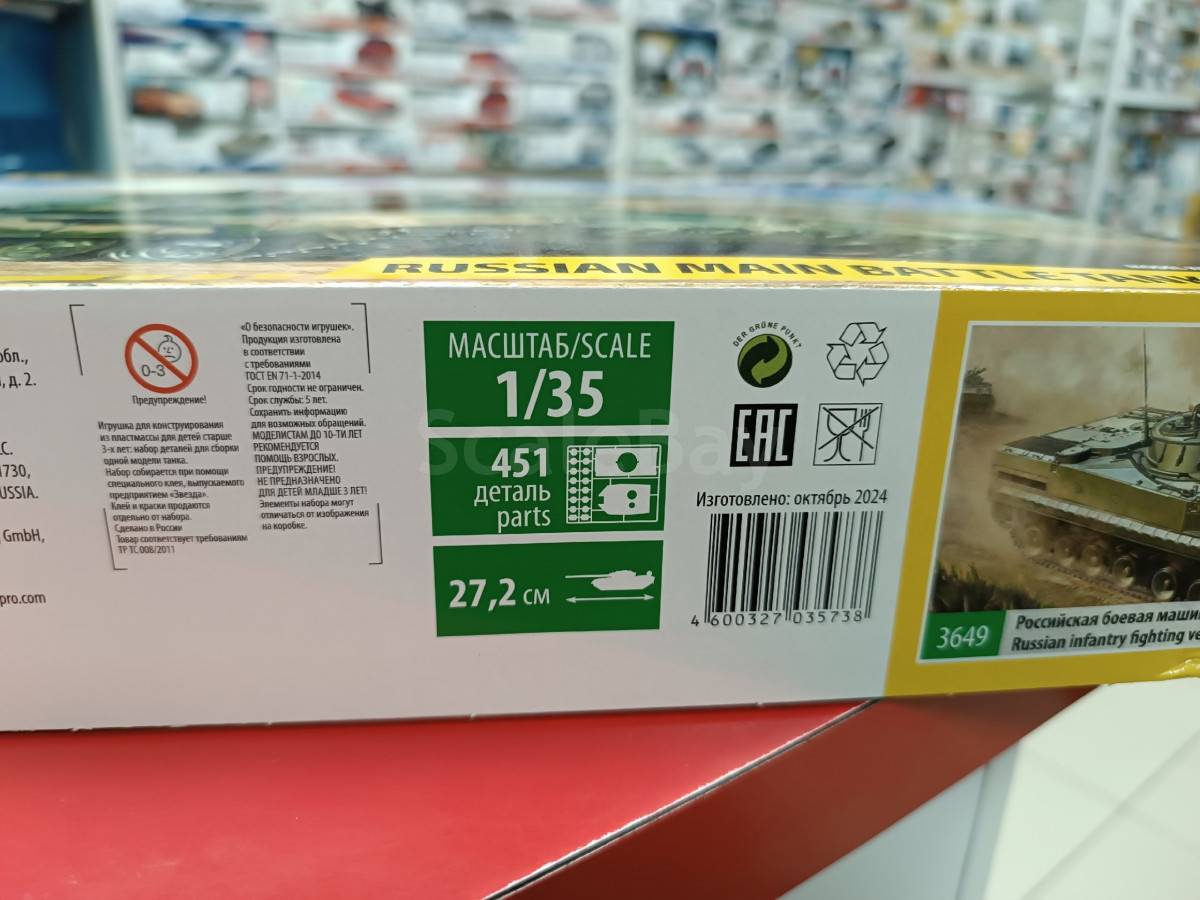 RUSSIAN MAIN BATTLE TANK
обл.,
д. 2.
С.
1730,
USSIA.
GmbH,
pro.com
0-3
Предупреждение!
Игрушка для конструирования
из пластмассы для детей старше
3-х лет: набор деталей для сборки
одной модели танка.
Набор собирается при помощи
специального клея, выпускаемого
предприятием «Звезда».
Клей и краски продаются
отдельно от набора.
Сделано в России
Товар соответствует требованиям
ТР ТС 008/2011
«О безопасности игрушек».
Продукция изготовлена
в соответствии
с требованиями
ГОСТ EN 71-1-2014
Срок годности не ограничен.
Срок службы: 5 лет.
Сохранить информацию
для возможных обращений.
МОДЕЛИСТАМ ДО 10-ТИ ЛЕТ
РЕКОМЕНДУЕТСЯ
ПОМОЩЬ ВЗРОСЛЫХ.
ПРЕДУПРЕЖДЕНИЕ!
НЕ ПРЕДНАЗНАЧЕНО
ДЛЯ ДЕТЕЙ МЛАДШЕ 3 ЛЕТ!
Элементы набора могут
отличаться от изображения
на коробке.
МАСШТАБ/SCALE
1/35
451
деталь
parts
27,2 см
DER GRÜNE PUNKT
EAC
Изготовлено: октябрь 2024
4 600327 035738
3649
Российская боевая маши
Russian infantry fighting ve
ScaleBay